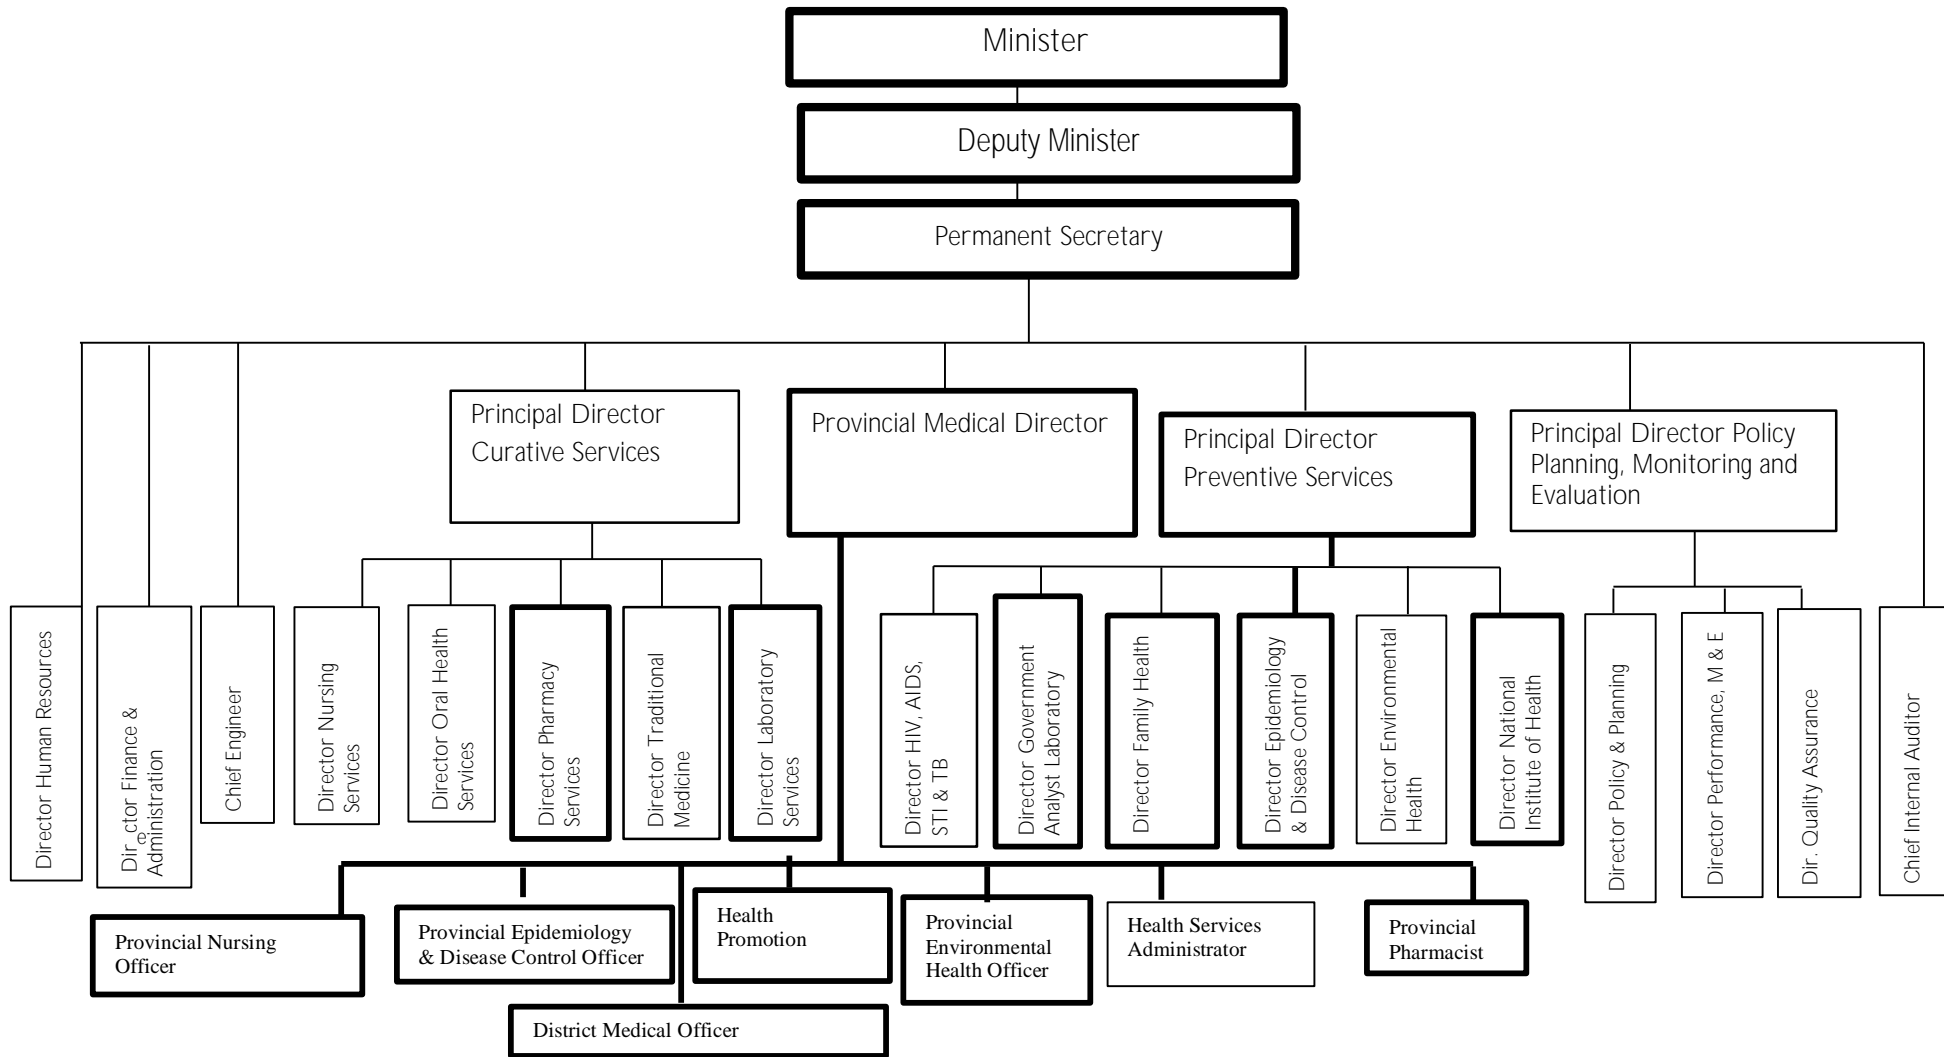 Minister
Deputy Minister
Permanent Secretary
Principal Director
Curative Services
Provincial Medical Director
Principal Director
Preventive Services
Principal Director Policy
Planning, Monitoring and
Evaluation
Director Human Resources
Director Finance &
Administration
Chief Engineer
Director Nursing
Services
Director Oral Health
Services
Director Pharmacy
Services
Director Traditional
Medicine
Director Laboratory
Services
Director HIV, AIDS,
STI & TB
Director Government
Analyst Laboratory
Director Family Health
Director Epidemiology
& Disease Control
Director Environmental
Health
Director National
Institute of Health
Director Policy & Planning
Director Performance, M & E
Dir. Quality Assurance
Chief Internal Auditor
Provincial Nursing
Officer
Provincial Epidemiology
& Disease Control Officer
Health
Promotion
Provincial
Environmental
Health Officer
Health Services
Administrator
Provincial
Pharmacist
District Medical Officer